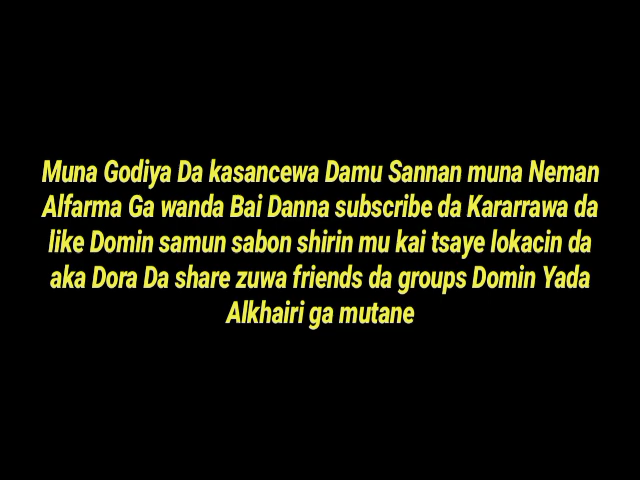 Muna Godiya Da kasancewa Damu Sannan muna Neman
Alfarma Ga wanda Bai Danna subscribe da Kararrawa da
like Domin samun sabon shirin mu kai tsaye lokacin da
aka Dora Da share zuwa friends da groups Domin Yada
Alkhairi ga mutane